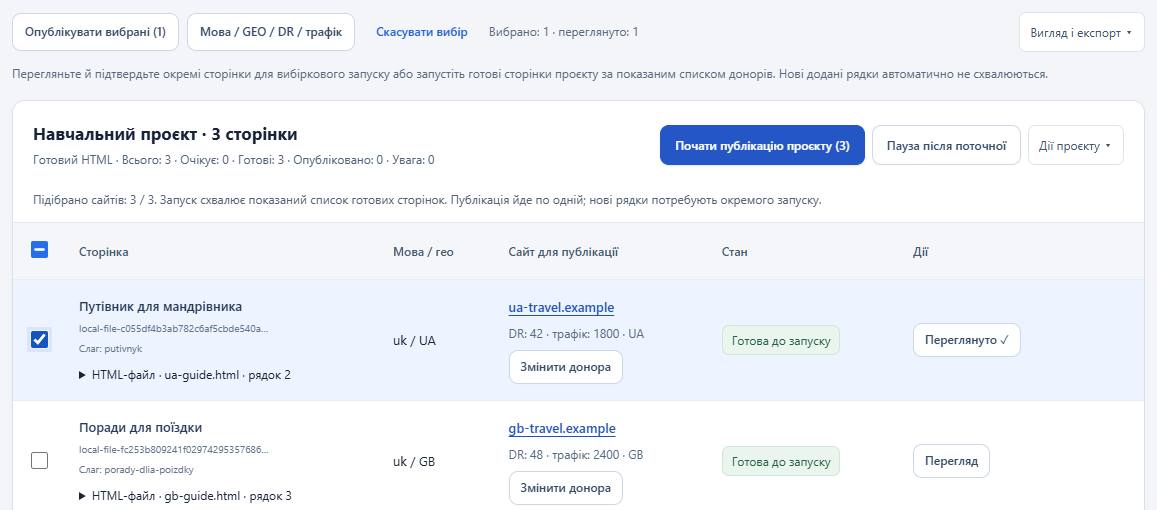 Опублікувати вибрані (1) Мова / GEO / DR / трафік Скасувати вибір Вибрано: 1 · переглянуто: 1 Вигляд і експорт ▾
Перегляньте й підтвердьте окремі сторінки для вибіркового запуску або запустіть готові сторінки проєкту за показаним списком донорів. Нові додані рядки автоматично не схвалюються.
Навчальний проєкт · 3 сторінки
Готовий HTML · Всього: 3 · Очікує: 0 · Готові: 3 · Опубліковано: 0 · Увага: 0
Почати публікацію проєкту (3) Пауза після поточної Дії проєкту ▾
Підібрано сайтів: 3 / 3. Запуск схвалює показаний список готових сторінок. Публікація йде по одній; нові рядки потребують окремого запуску.
Сторінка Мова / гео Сайт для публікації Стан Дії
Путівник для мандрівника
local-file-c055df4b3ab782c6af5cbde540a...
Слаг: putivnyk
▶ HTML-файл · ua-guide.html · рядок 2
uk / UA
ua-travel.example
DR: 42 · трафік: 1800 · UA
Змінити донора
Готова до запуску
Переглянуто ✓
Поради для поїздки
local-file-fc253b809241f02974295357686...
Слаг: porady-dlia-poizdky
▶ HTML-файл · gb-guide.html · рядок 3
uk / GB
gb-travel.example
DR: 48 · трафік: 2400 · GB
Змінити донора
Готова до запуску
Перегляд